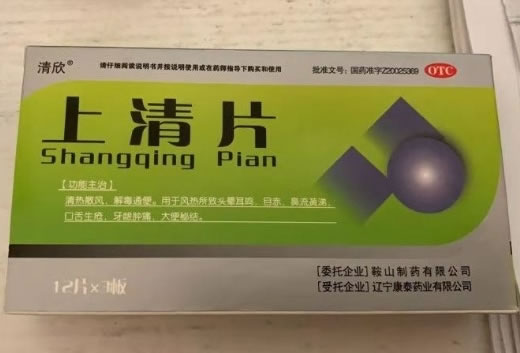 清欣®
请仔细阅读说明书并按说明使用或在药师指导下购买和使用
批准文号：国药准字Z20025369 OTC
上清片
Shangqing Pian
【功能主治】
清热散风、解毒通便。用于风热所致头晕耳鸣、目赤、鼻流黄涕、
口舌生疮、牙龈肿痛、大便秘结。
12片×3板
[委托企业] 鞍山制药有限公司
[受托企业] 辽宁康泰药业有限公司